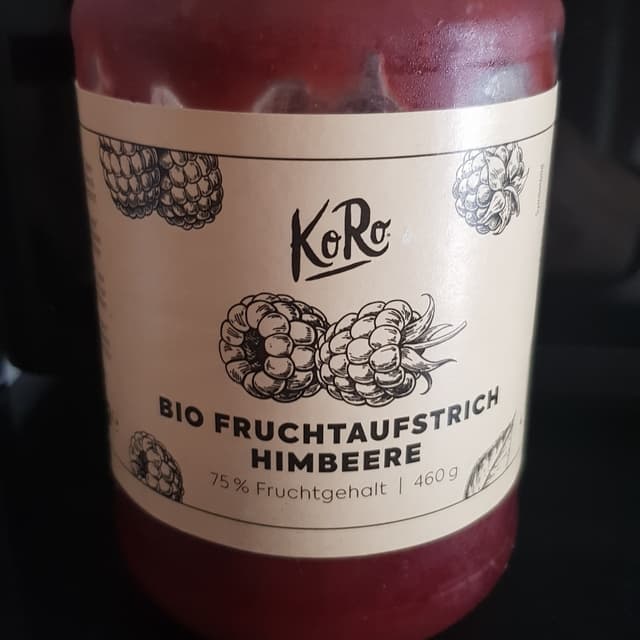 KoRo
BIO FRUCHTAUFSTRICH
HIMBEERE
75 % Fruchtgehalt | 460 g